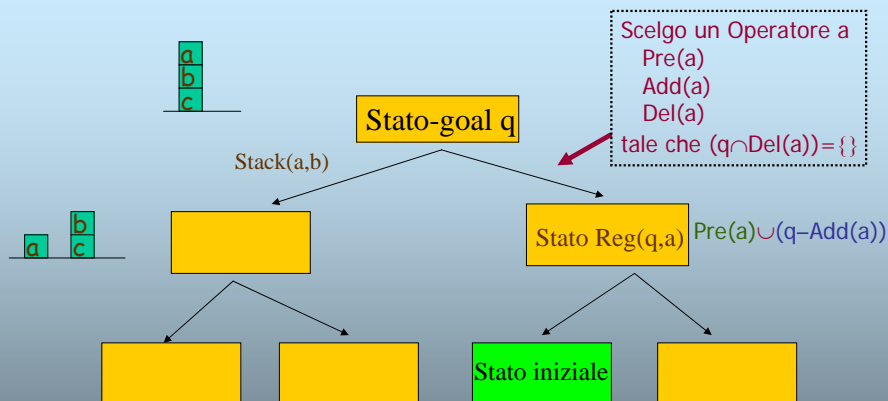 Scelgo un Operatore a
Pre(a)
Add(a)
Del(a)
tale che (q∩Del(a))={}
a
b
c
Stato-goal q
Stack(a,b)
a
b
c
Stato Reg(q,a)
Pre(a)∪(q–Add(a))
Stato iniziale